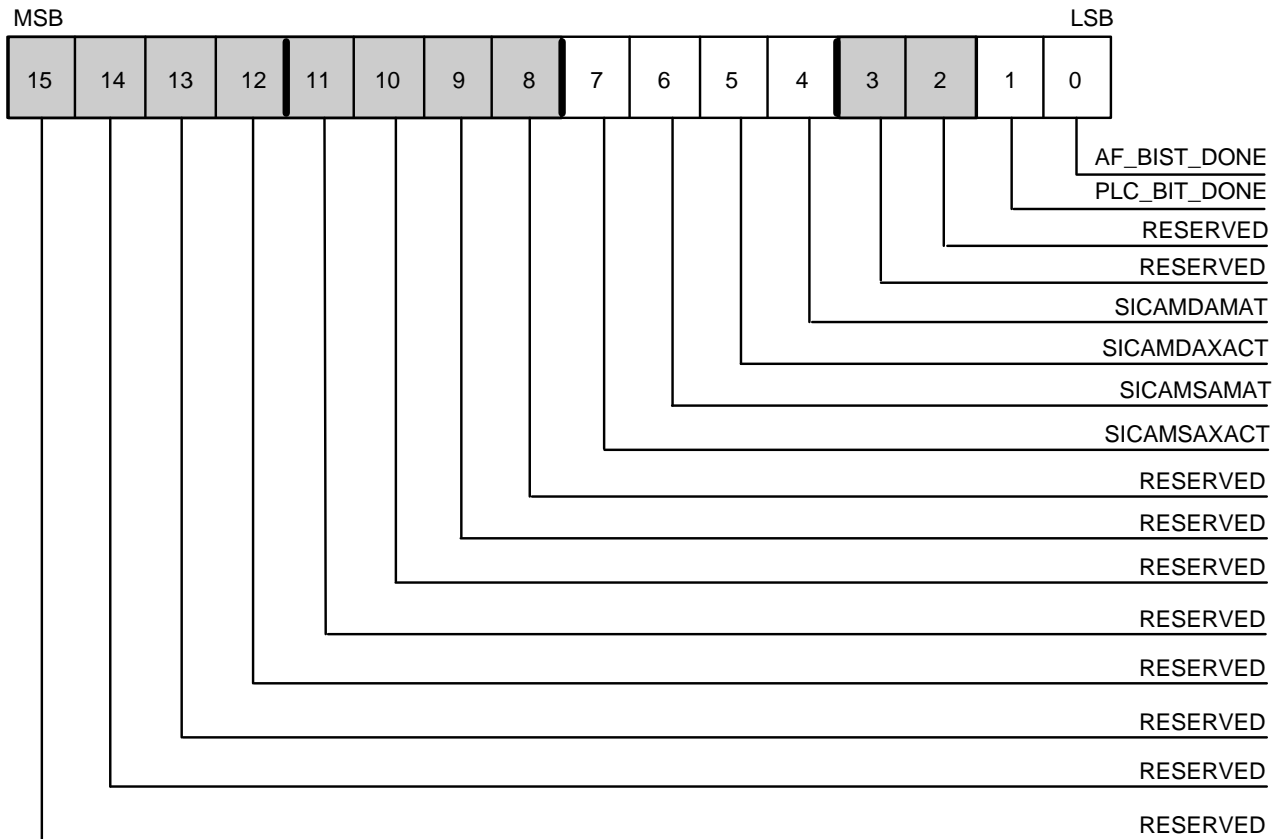 MSB LSB
15 14 13 12 11 10 9 8 7 6 5 4 3 2 1 0
AF_BIST_DONE
PLC_BIT_DONE
RESERVED
RESERVED
SICAMDAMAT
SICAMDAXACT
SICAMSAMAT
SICAMSAXACT
RESERVED
RESERVED
RESERVED
RESERVED
RESERVED
RESERVED
RESERVED
RESERVED